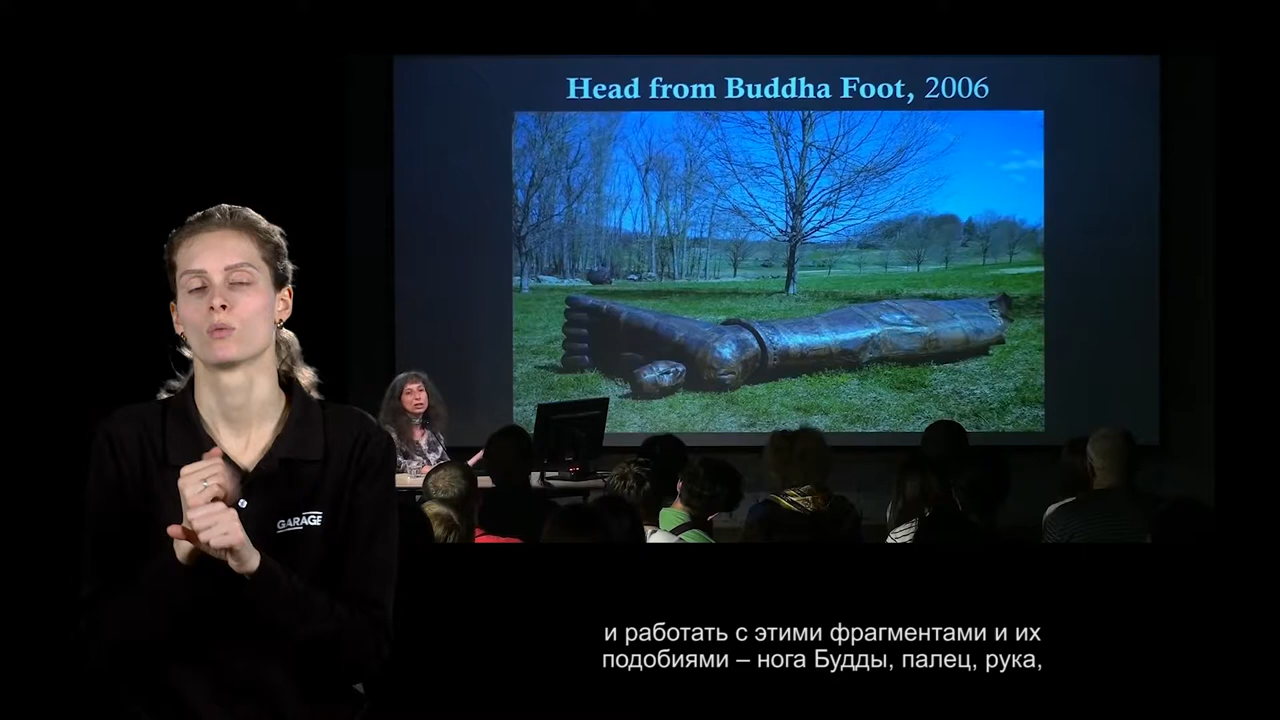 Head from Buddha Foot, 2006
GARAGE
и работать с этими фрагментами и их
подобиями – нога Будды, палец, рука,